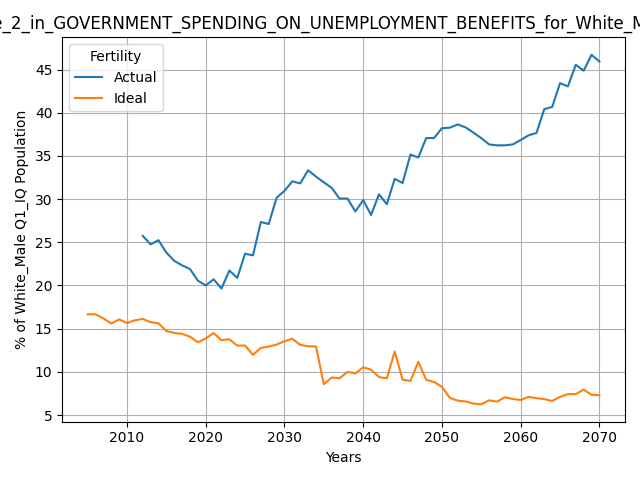 _2_in_GOVERNMENT_SPENDING_ON_UNEMPLOYMENT_BENEFITS_for_White_M
Fertility
Actual
Ideal
% of White_Male Q1_IQ Population
45
40
35
30
25
20
15
10
5
2010 2020 2030 2040 2050 2060 2070
Years